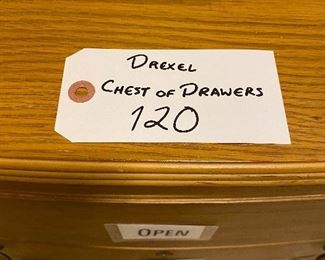 DREXEL
CHEST OF DRAWERS
120
OPEN